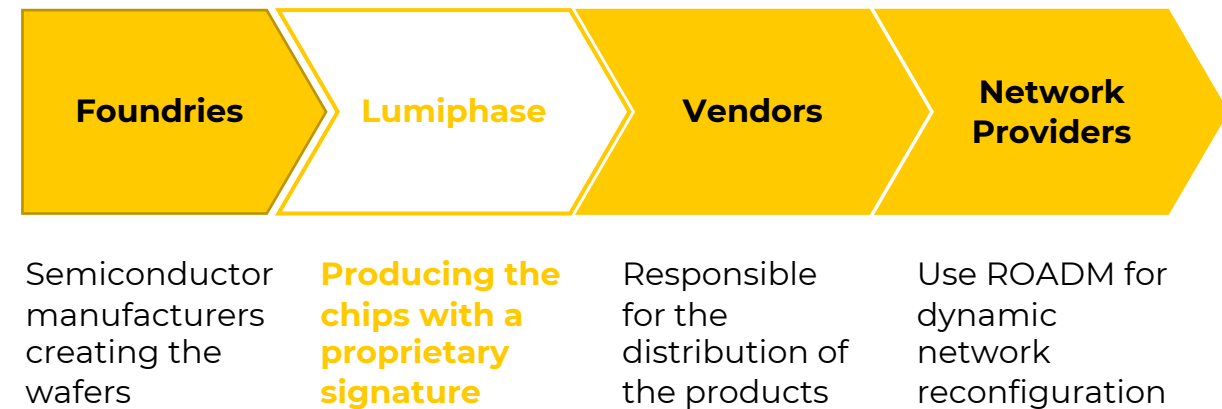 Foundries
Lumiphase
Vendors
Network
Providers
Semiconductor
manufacturers
creating the
wafers
Producing the
chips with a
proprietary
signature
Responsible
for the
distribution of
the products
Use ROADM for
dynamic
network
reconfiguration